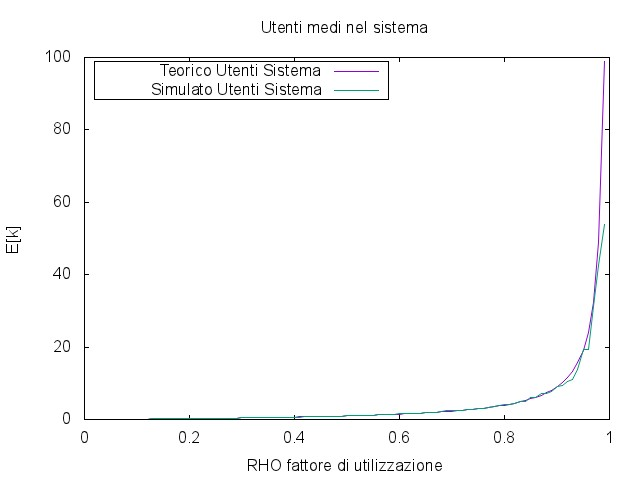 Utenti medi nel sistema
Teorico Utenti Sistema
Simulato Utenti Sistema
100
80
60
40
20
0
E[k]
0 0.2 0.4 0.6 0.8 1
RHO fattore di utilizzazione